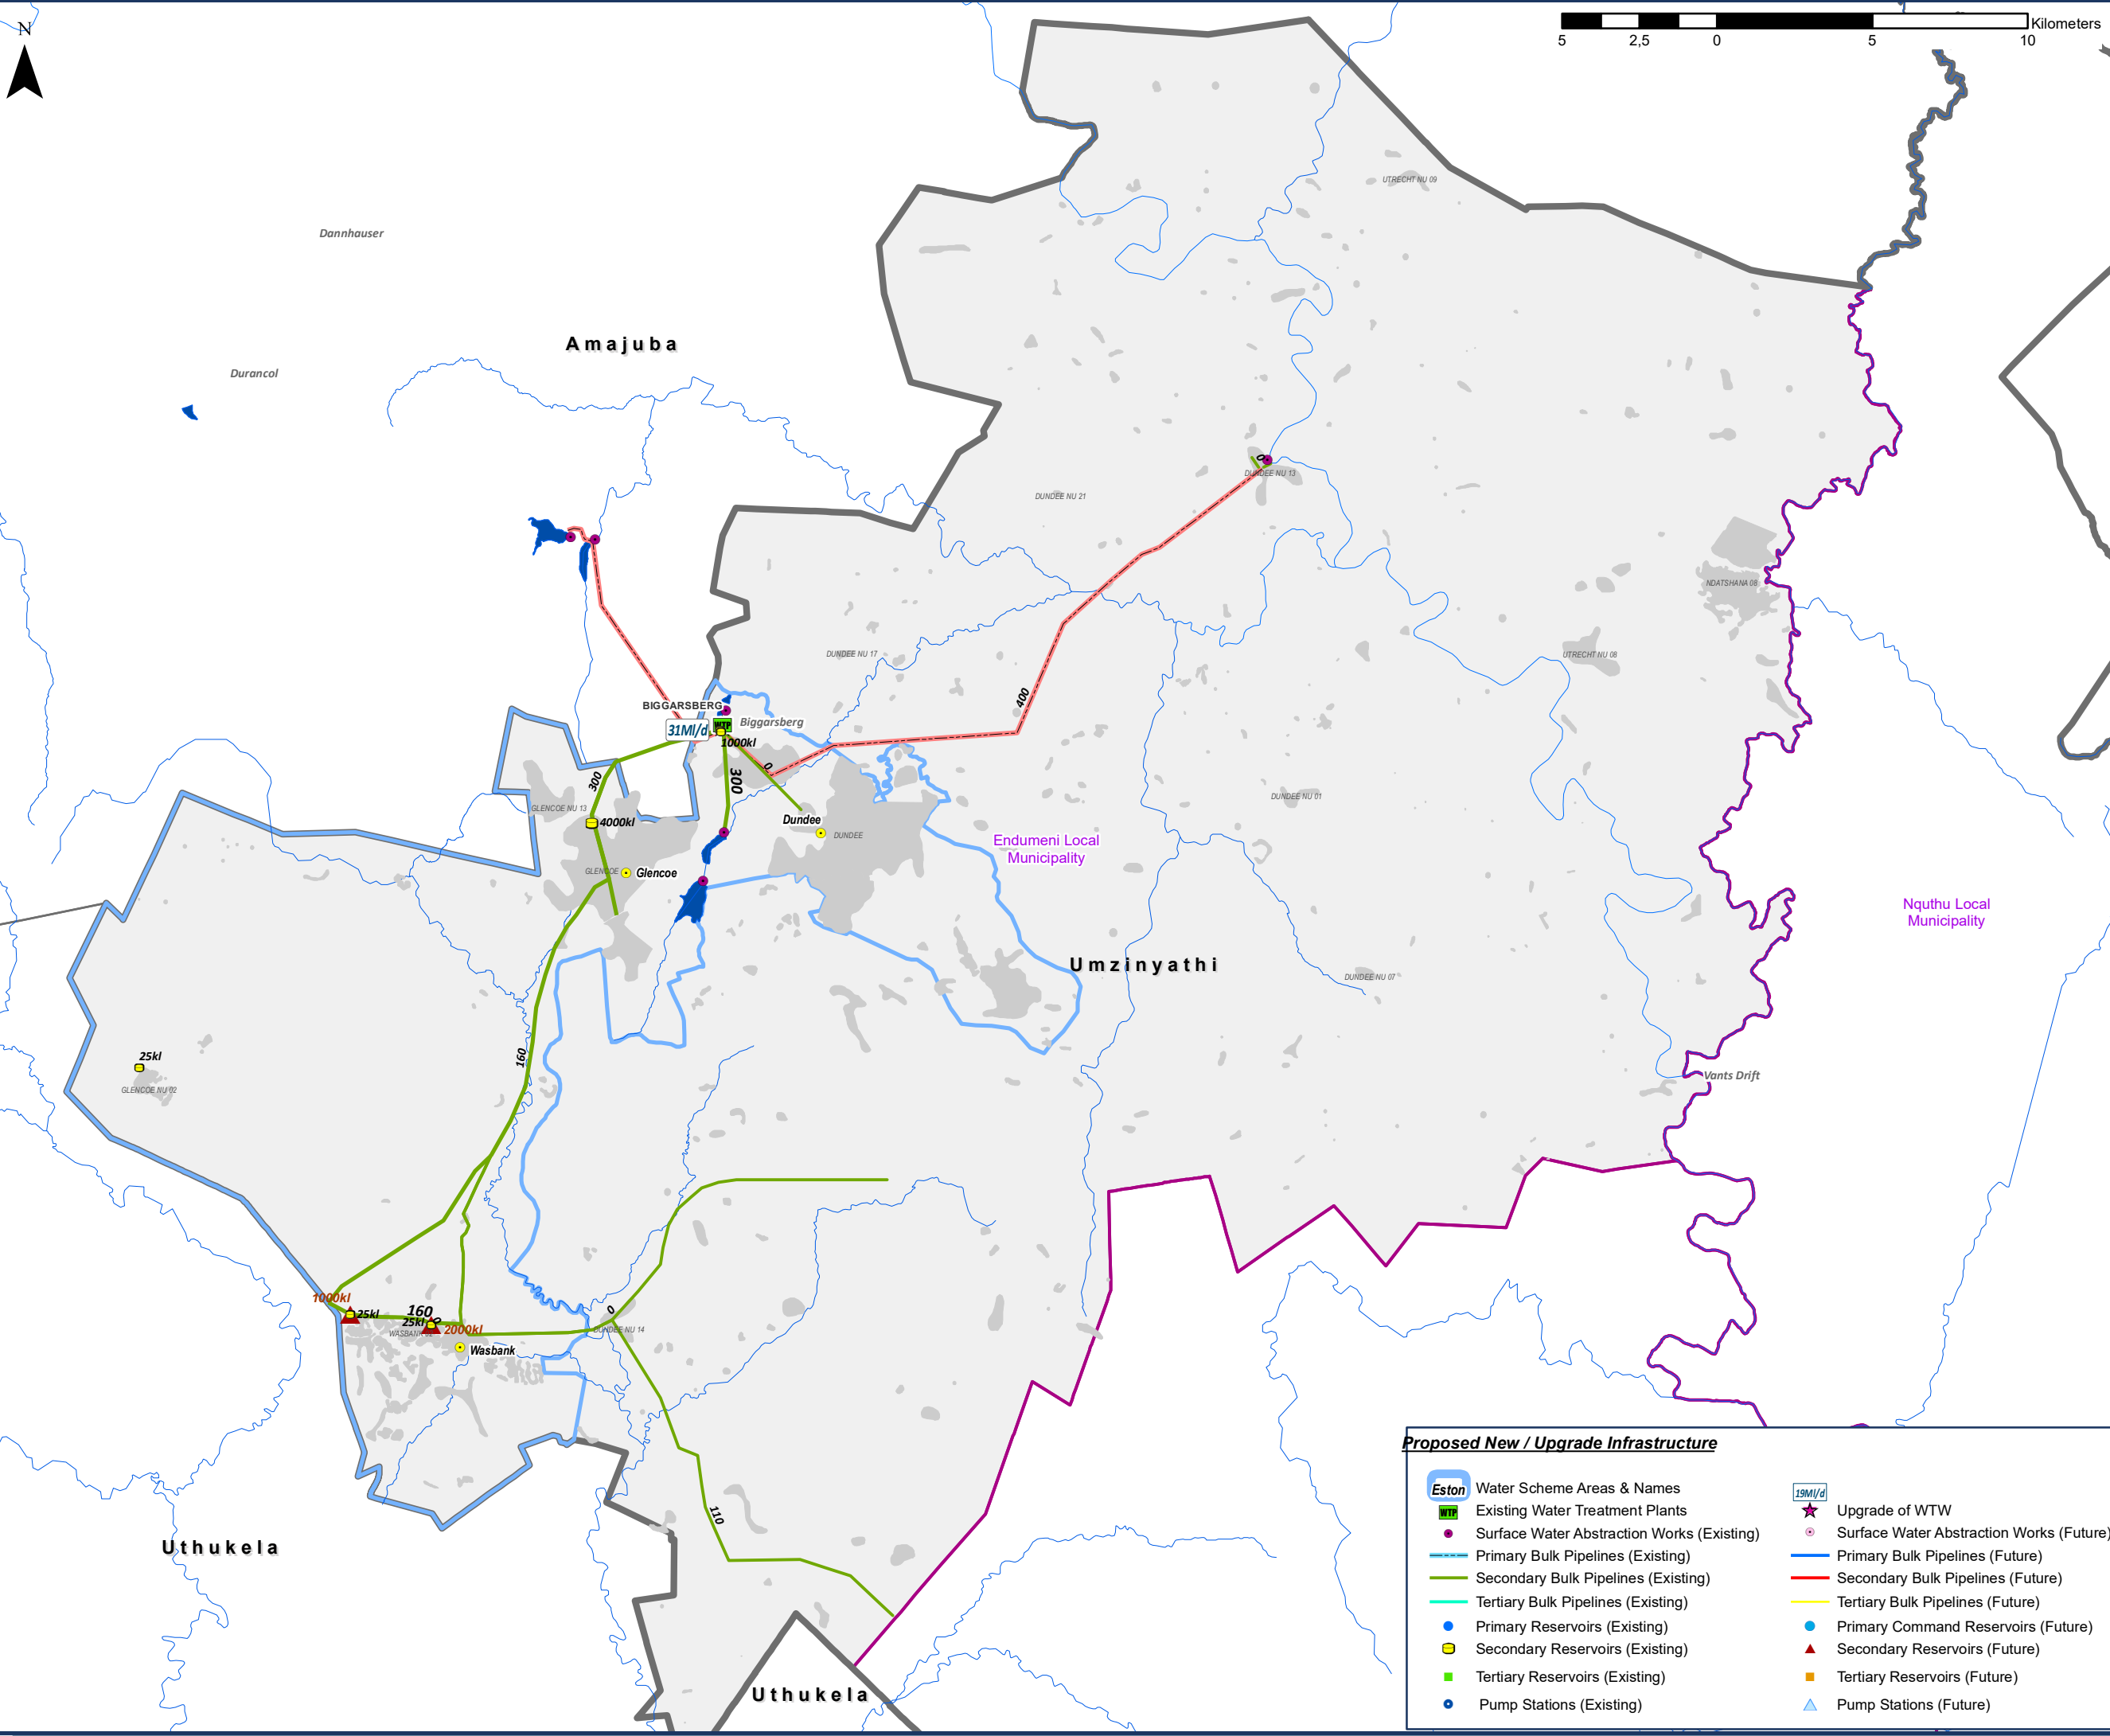 N
Kilometers
5 2,5 0 5 10
UTRECHT NU 09
Dannhauser
Amajuba
Durancol
0
DUNDEE NU 13
DUNDEE NU 21
NDATSHANA 08
DUNDEE NU 17
UTRECHT NU 08
400
BIGGARSBERG
31Ml/d
WTP
Biggarsberg
1000kl
0
300
300
GLENCOE NU 13
4000kl
Dundee
DUNDEE
DUNDEE NU 01
Endumeni Local
Municipality
GLENCOE
Glencoe
Nquthu Local
Municipality
Umzinyathi
DUNDEE NU 07
160
25kl
GLENCOE NU 02
Vants Drift
1000kl
25kl
160
25kl
0
2000kl
0
DUNDEE NU 14
Wasbank
110
Uthukela
Uthukela
Proposed New / Upgrade Infrastructure
Eston
Water Scheme Areas & Names
19Ml/d
WTP
Existing Water Treatment Plants
Upgrade of WTW
Surface Water Abstraction Works (Existing)
Surface Water Abstraction Works (Future)
Primary Bulk Pipelines (Existing)
Primary Bulk Pipelines (Future)
Secondary Bulk Pipelines (Existing)
Secondary Bulk Pipelines (Future)
Tertiary Bulk Pipelines (Existing)
Tertiary Bulk Pipelines (Future)
Primary Reservoirs (Existing)
Primary Command Reservoirs (Future)
Secondary Reservoirs (Existing)
Secondary Reservoirs (Future)
Tertiary Reservoirs (Existing)
Tertiary Reservoirs (Future)
Pump Stations (Existing)
Pump Stations (Future)